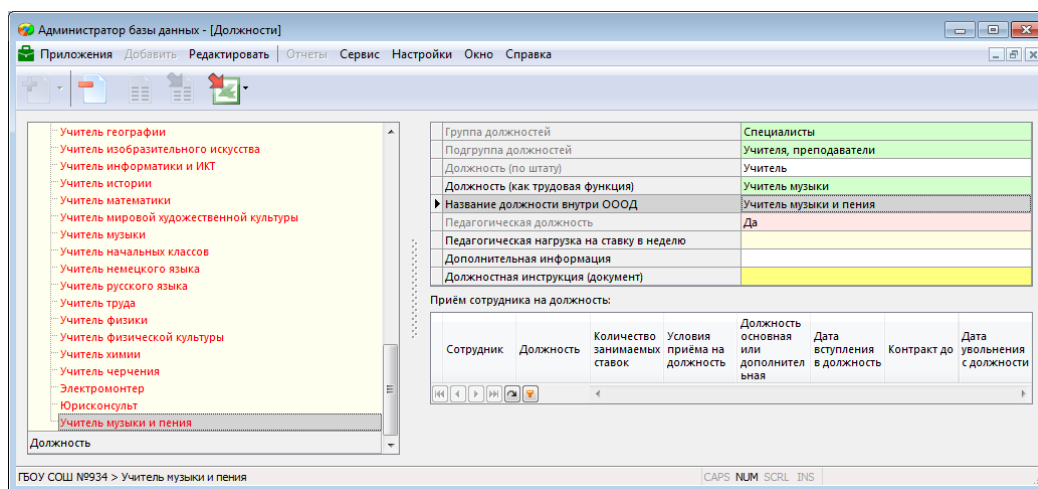 Администратор базы данных - [Должности]
Приложения Добавить Редактировать Отчеты Сервис Настройки Окно Справка
Учитель географии
Учитель изобразительного искусства
Учитель информатики и ИКТ
Учитель истории
Учитель математики
Учитель мировой художественной культуры
Учитель музыки
Учитель начальных классов
Учитель немецкого языка
Учитель русского языка
Учитель труда
Учитель физики
Учитель физической культуры
Учитель химии
Учитель черчения
Электромонтер
Юрисконсульт
Учитель музыки и пения
Должность
Группа должностей Специалисты
Подгруппа должностей Учителя, преподаватели
Должность (по штату) Учитель
Должность (как трудовая функция) Учитель музыки
Название должности внутри ОООД Учитель музыки и пения
Педагогическая должность Да
Педагогическая нагрузка на ставку в неделю
Дополнительная информация
Должностная инструкция (документ)
Приём сотрудника на должность:
Сотрудник
Должность
Количество
занимаемых
ставок
Условия
приёма на
должность
Должность
основная
или
дополнител
ьная
Дата
вступления
в должность
Контракт до
Дата
увольнения
с должности
ГБОУ СОШ №934 > Учитель музыки и пения
CAPS NUM SCRL INS